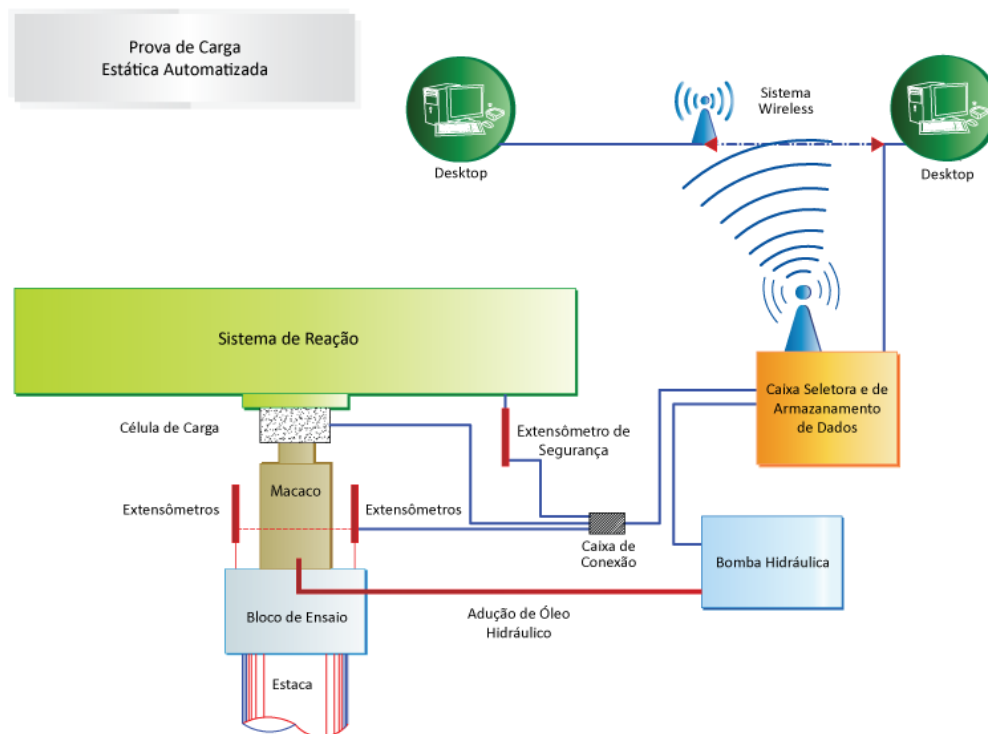 Prova de Carga
Estática Automatizada
Sistema
Wireless
Desktop
Desktop
Sistema de Reação
Caixa Seletora e de
Armazanamento
de Dados
Célula de Carga
Extensômetro de
Segurança
Macaco
Extensômetros
Extensômetros
Caixa de
Conexão
Bomba Hidráulica
Bloco de Ensaio
Adução de Óleo
Hidráulico
Estaca